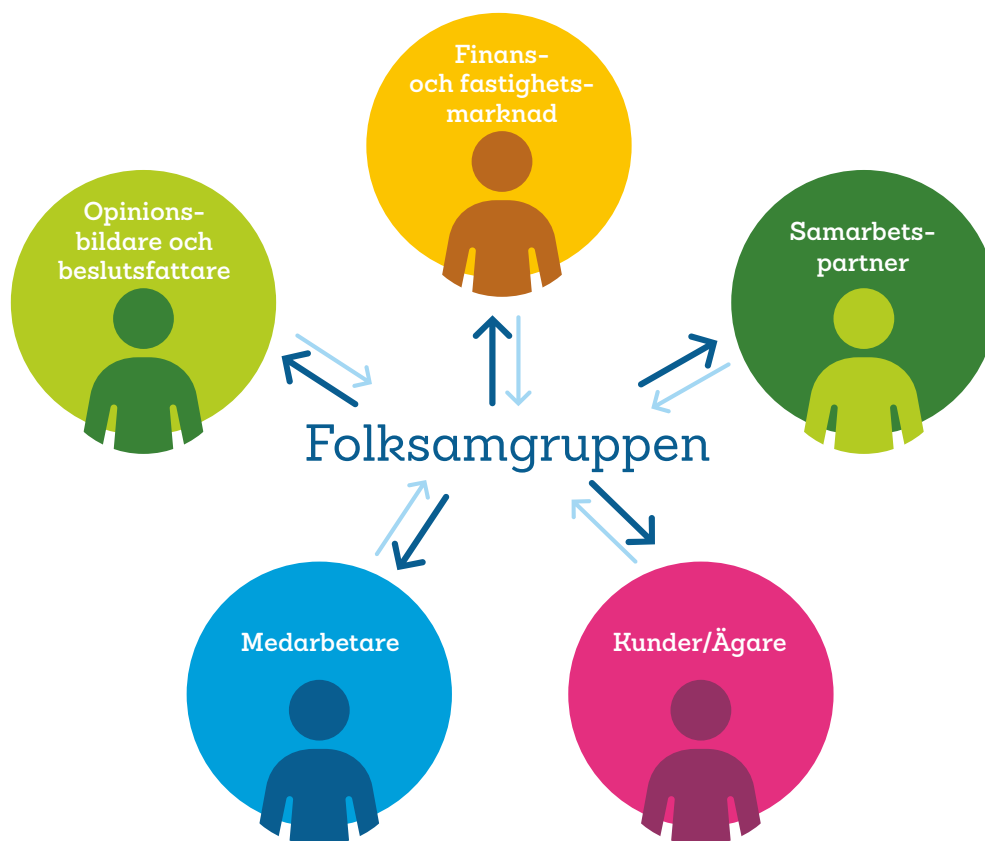 Finans-
och fastighets-
marknad
Opinions-
bildare och
beslutsfattare
Samarbets-
partner
Folksamgruppen
Medarbetare
Kunder/Ägare